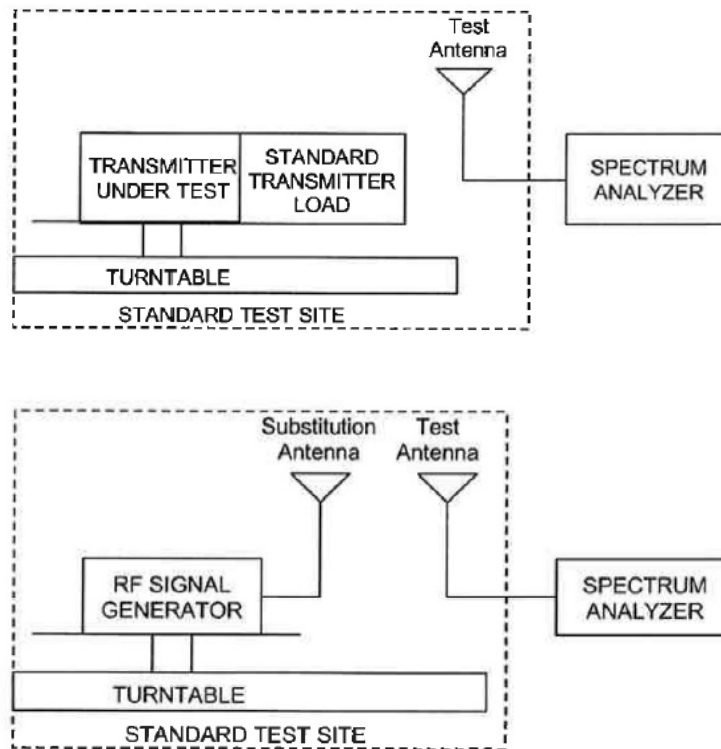 Test
Antenna
TRANSMITTER
UNDER TEST
STANDARD
TRANSMITTER
LOAD
SPECTRUM
ANALYZER
TURNTABLE
STANDARD TEST SITE
Substitution
Antenna
Test
Antenna
RF SIGNAL
GENERATOR
SPECTRUM
ANALYZER
TURNTABLE
STANDARD TEST SITE